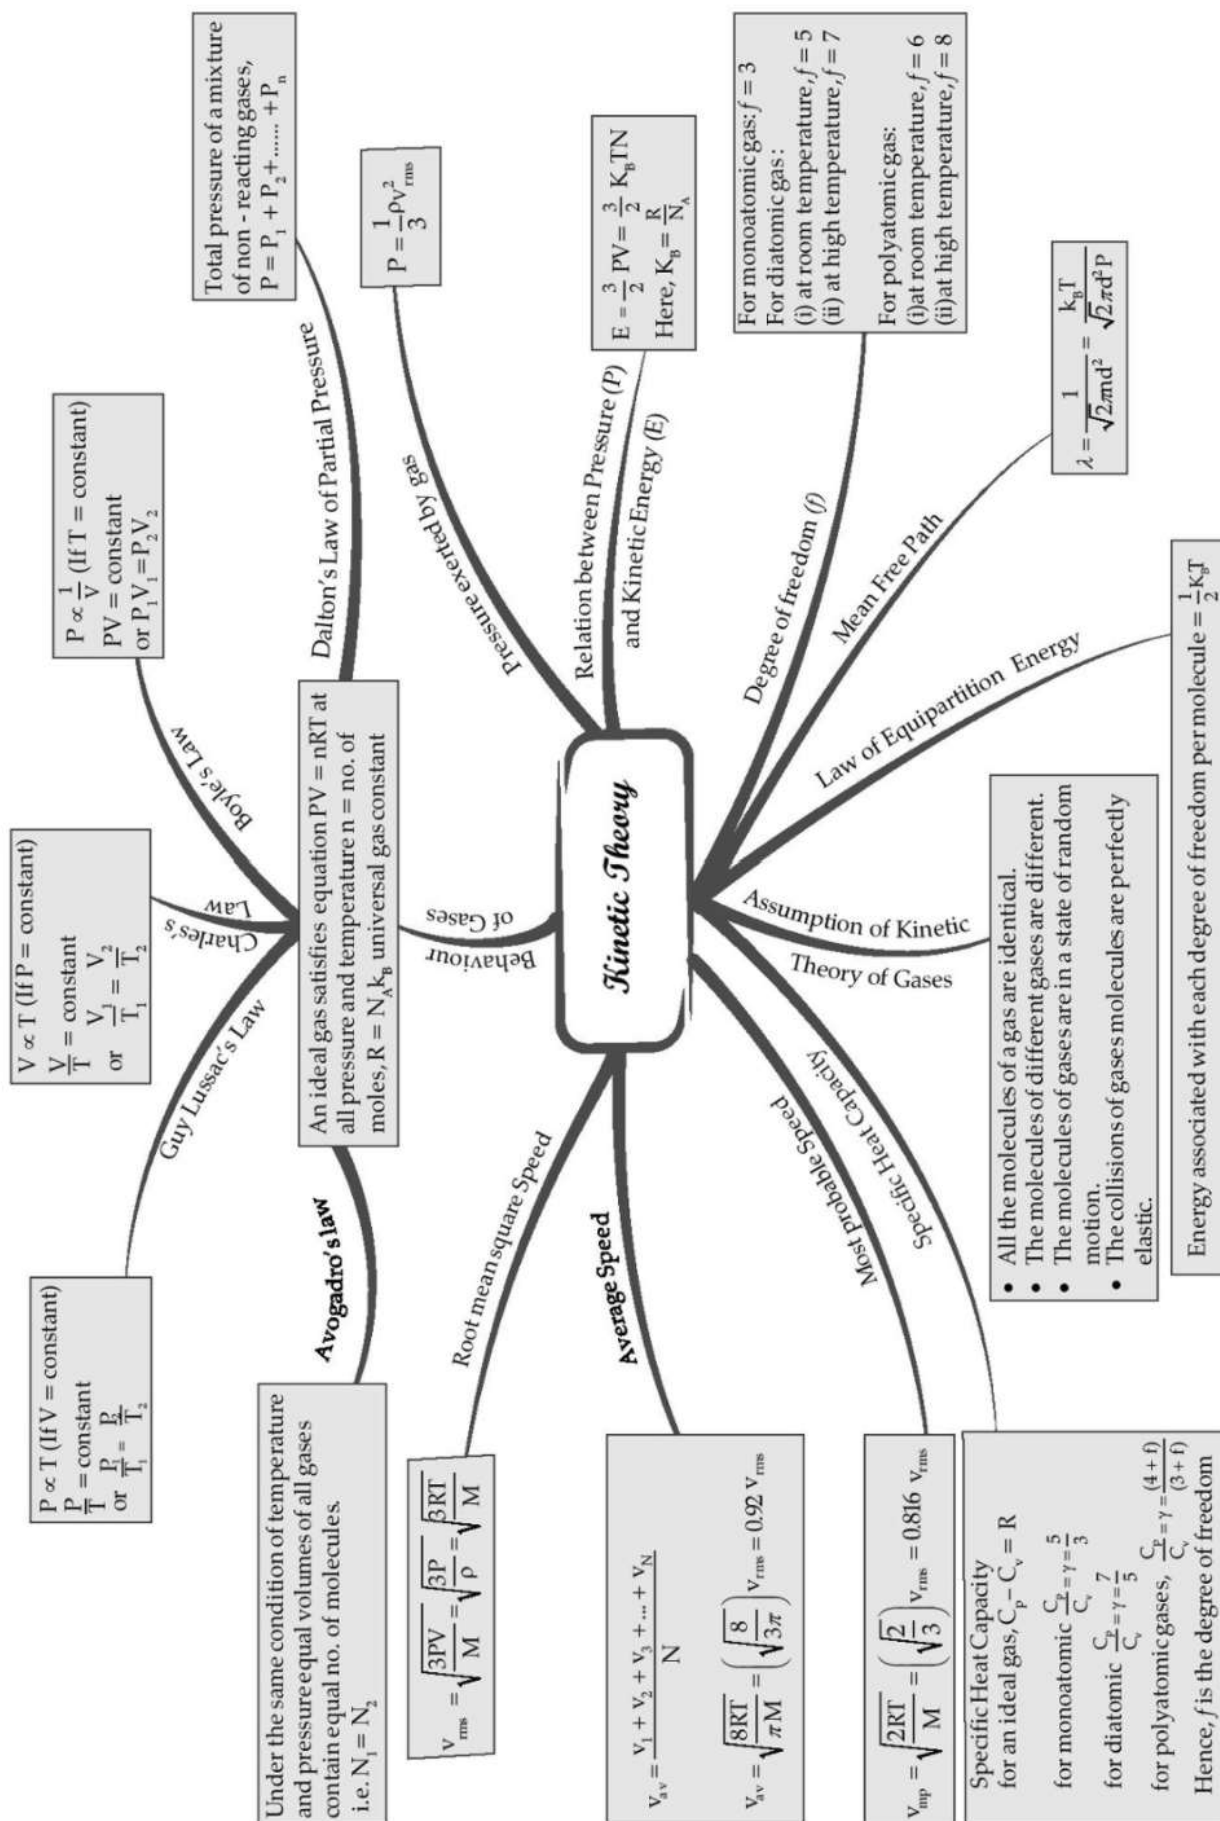 Kinetic Theory
Behaviour
of Gases
An ideal gas satisfies equation PV = nRT at
all pressure and temperature n = no. of
moles, R = N_A k_B universal gas constant
Avogadro's law
Under the same condition of temperature
and pressure equal volumes of all gases
contain equal no. of molecules.
i.e. N₁ = N₂
Guy Lussac's Law
P ∝ T (If V = constant)
P/T = constant
or P₁/T₁ = P₂/T₂
Charles's
Law
V ∝ T (If P = constant)
V/T = constant
or V₁/T₁ = V₂/T₂
Boyle's Law
P ∝ 1/V (If T = constant)
PV = constant
or P₁V₁ = P₂V₂
Dalton's Law of Partial Pressure
Total pressure of a mixture
of non - reacting gases,
P = P₁ + P₂ + ...... + Pₙ
Pressure exerted by gas
P = 1/3 ρv²_rms
Relation between Pressure (P)
and Kinetic Energy (E)
E = 3/2 PV = 3/2 K_B TN
Here, K_B = R/N_A
Degree of freedom (f)
For monoatomic gas: f = 3
For diatomic gas :
(i) at room temperature, f = 5
(ii) at high temperature, f = 7
For polyatomic gas:
(i) at room temperature, f = 6
(ii) at high temperature, f = 8
Mean Free Path
λ = 1/√2πnd² = k_B T/√2πd²P
Law of Equipartition Energy
Energy associated with each degree of freedom per molecule = 1/2 K_B T
Assumption of Kinetic
Theory of Gases
• All the molecules of a gas are identical.
• The molecules of different gases are different.
• The molecules of gases are in a state of random
motion.
• The collisions of gases molecules are perfectly
elastic.
Specific Heat Capacity
Specific Heat Capacity
for an ideal gas, C_p – C_v = R
for monoatomic C_p/C_v = γ = 5/3
for diatomic C_p/C_v = γ = 7/5
for polyatomic gases, C_p/C_v = γ = (4 + f)/(3 + f)
Hence, f is the degree of freedom
Most probable Speed
v_mp = √(2RT/M) = (√(2/3)) v_rms = 0.816 v_rms
Average Speed
v_av = (v₁ + v₂ + v₃ + ... + v_N)/N
v_av = √(8RT/πM) = (√(8/3π)) v_rms = 0.92 v_rms
Root mean square Speed
v_rms = √(3PV/M) = √(3P/ρ) = √(3RT/M)